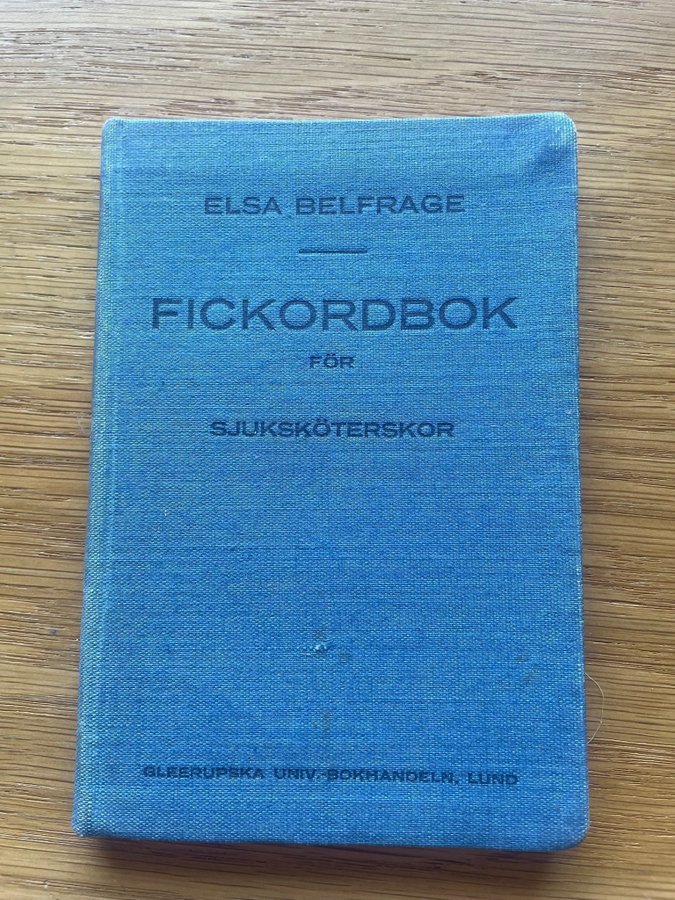 ELSA BELFRAGE
FICKORDBOK
FÖR
SJUKSKÖTERSKOR
GLEERUPSKA UNIV.-BOKHANDELN, LUND